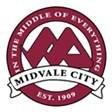 IN THE MIDDLE OF EVERYTHING
MIDVALE CITY
EST. 1909